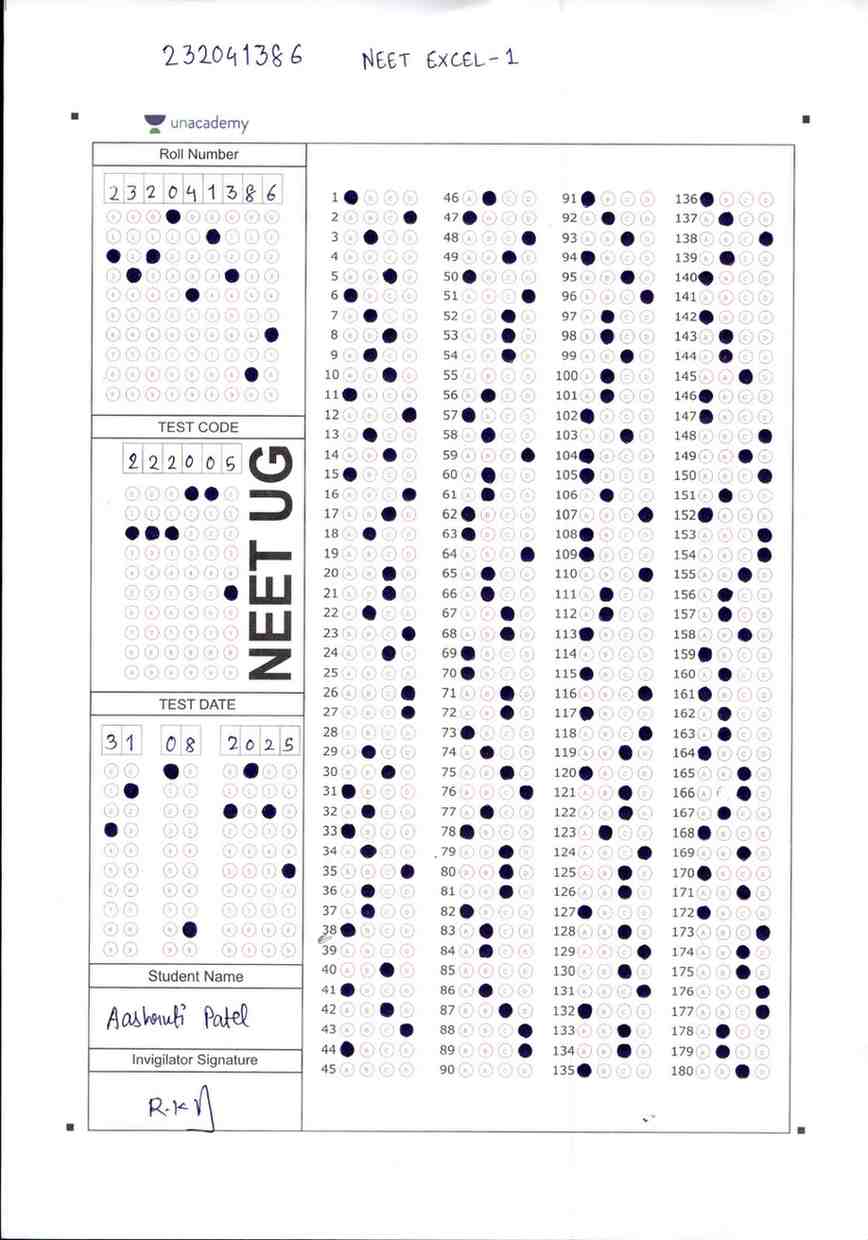 232041386 NEET EXCEL-1
unacademy
Roll Number
2 3 2 0 4 1 3 8 6
TEST CODE
2 2 2 0 0 5
NEET UG
TEST DATE
3 1 0 8 2 0 2 5
Student Name
Patel
Invigilator Signature
1 46 91 136
2 47 92 137
3 48 93 138
4 49 94 139
5 50 95 140
6 51 96 141
7 52 97 142
8 53 98 143
9 54 99 144
10 55 100 145
11 56 101 146
12 57 102 147
13 58 103 148
14 59 104 149
15 60 105 150
16 61 106 151
17 62 107 152
18 63 108 153
19 64 109 154
20 65 110 155
21 66 111 156
22 67 112 157
23 68 113 158
24 69 114 159
25 70 115 160
26 71 116 161
27 72 117 162
28 73 118 163
29 74 119 164
30 75 120 165
31 76 121 166
32 77 122 167
33 78 123 168
34 79 124 169
35 80 125 170
36 81 126 171
37 82 127 172
38 83 128 173
39 84 129 174
40 85 130 175
41 86 131 176
42 87 132 177
43 88 133 178
44 89 134 179
45 90 135 180